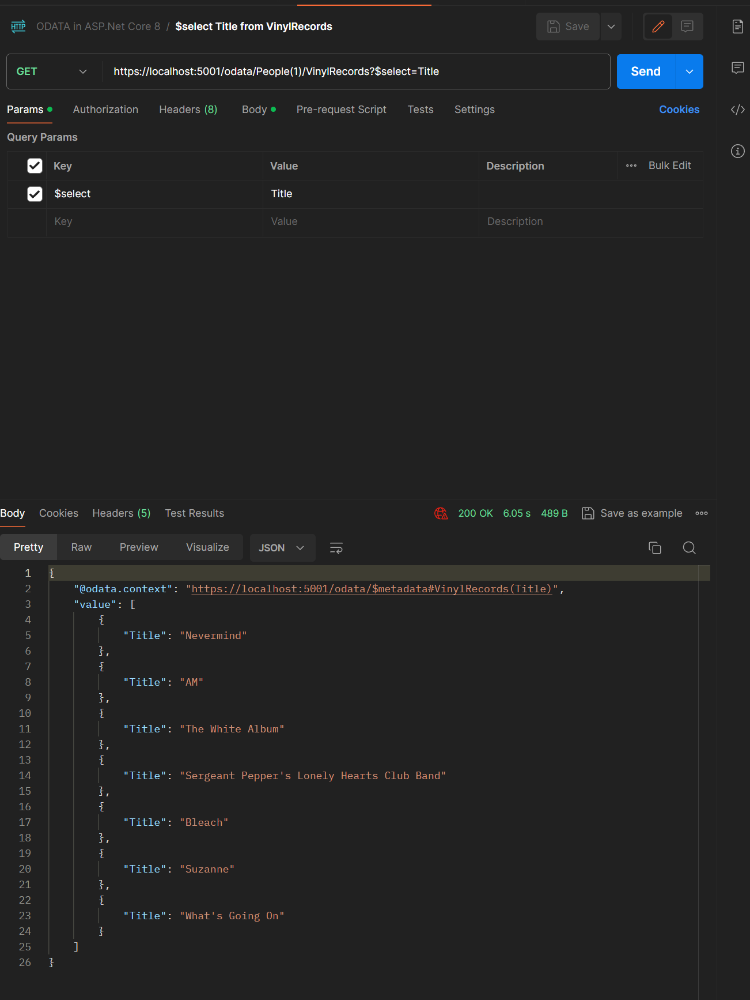 HTTP ODATA in ASP.Net Core 8 / $select Title from VinylRecords Save
GET https://localhost:5001/odata/People(1)/VinylRecords?$select=Title Send
Params Authorization Headers (8) Body Pre-request Script Tests Settings Cookies
Query Params
Key Value Description Bulk Edit
$select Title
Key Value Description
Body Cookies Headers (5) Test Results 200 OK 6.05 s 489 B Save as example
Pretty Raw Preview Visualize JSON
1 {
2 "@odata.context": "https://localhost:5001/odata/$metadata#VinylRecords(Title)",
3 "value": [
4 {
5 "Title": "Nevermind"
6 },
7 {
8 "Title": "AM"
9 },
10 {
11 "Title": "The White Album"
12 },
13 {
14 "Title": "Sergeant Pepper's Lonely Hearts Club Band"
15 },
16 {
17 "Title": "Bleach"
18 },
19 {
20 "Title": "Suzanne"
21 },
22 {
23 "Title": "What's Going On"
24 }
25 ]
26 }